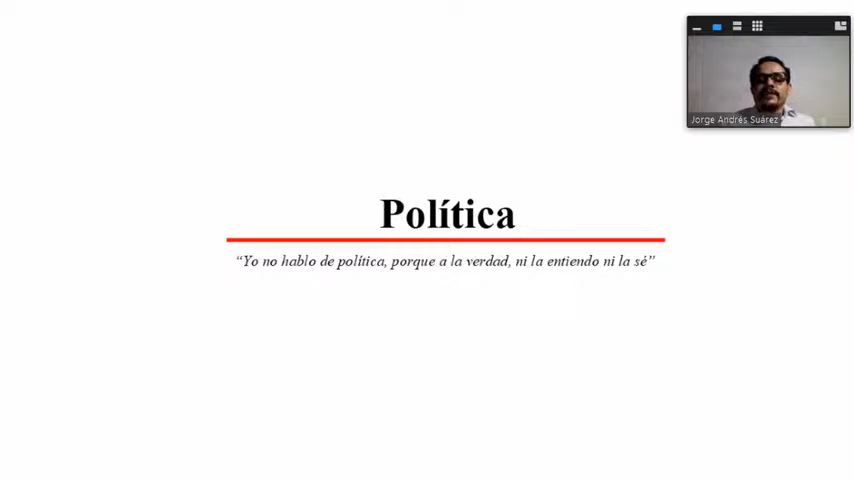 Jorge Andrés Suárez
Política
“Yo no hablo de política, porque a la verdad, ni la entiendo ni la sé”